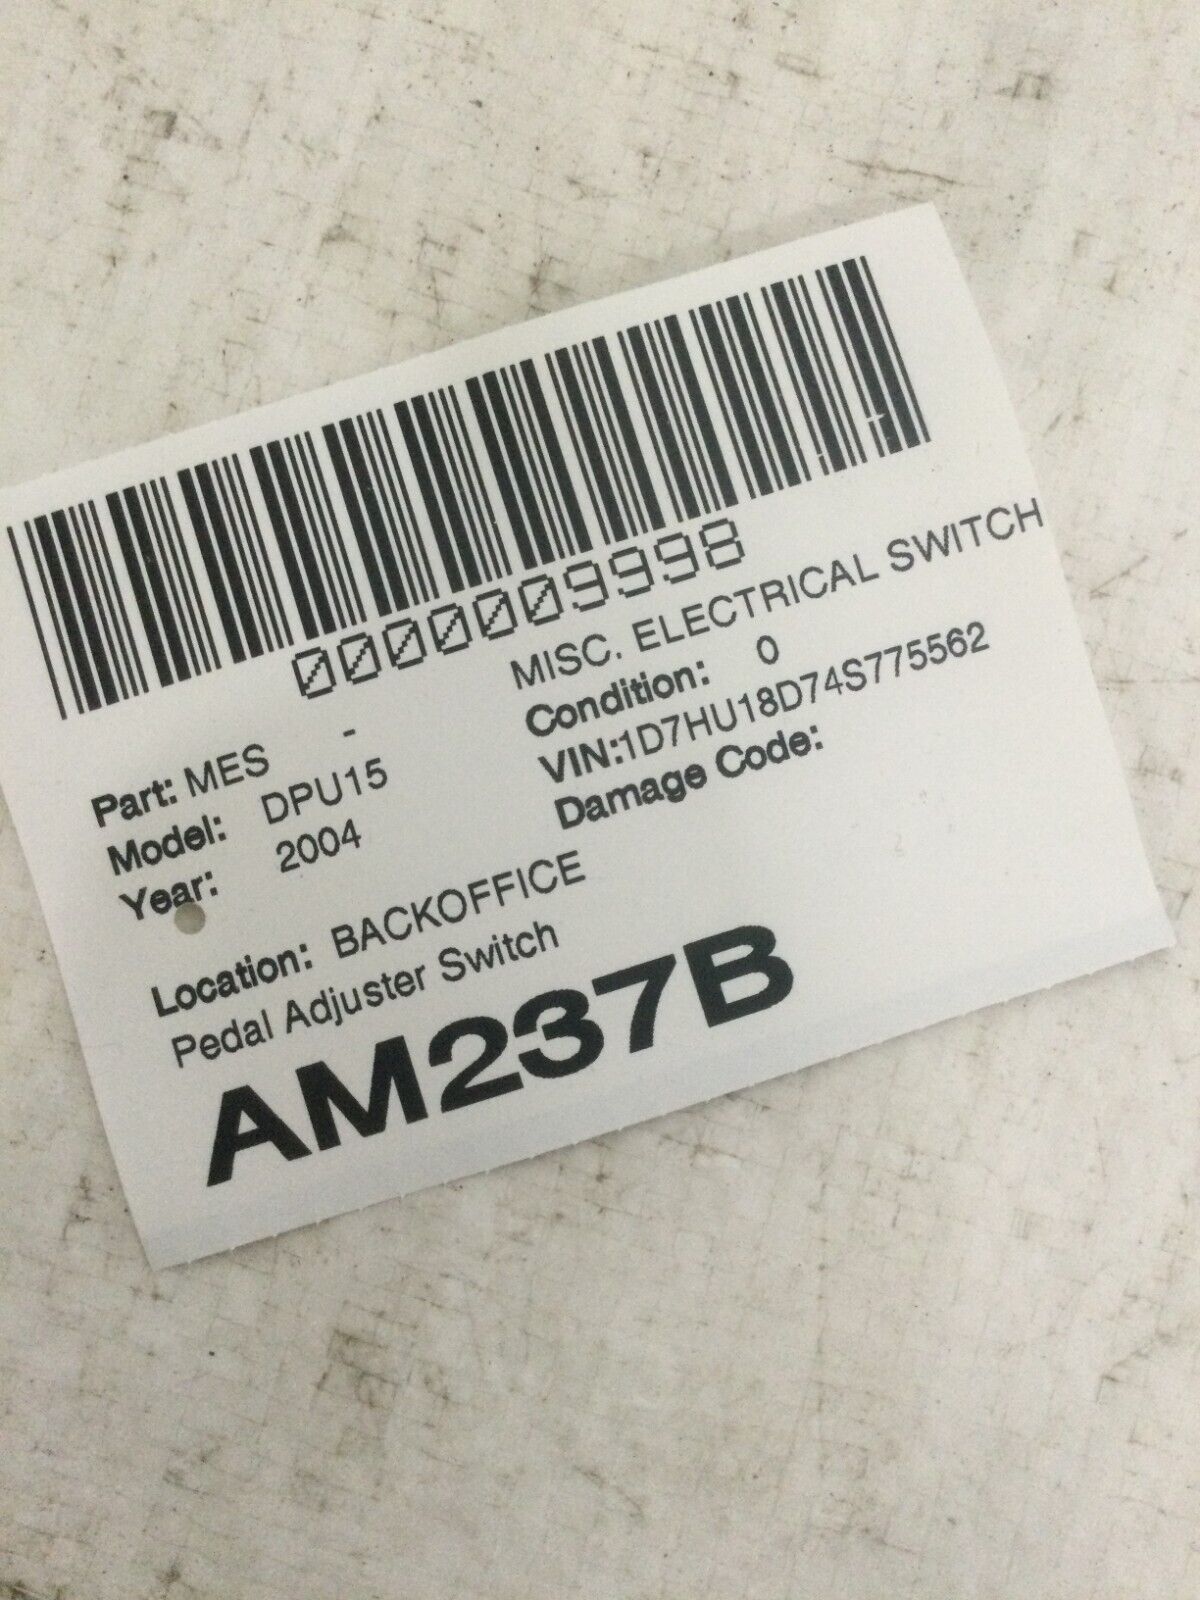 0000009998
Part: MES - MISC. ELECTRICAL SWITCH
Model: DPU15 Condition: 0
Year: 2004 VIN:1D7HU18D74S775562
Damage Code:
Location: BACKOFFICE
Pedal Adjuster Switch
AM237B